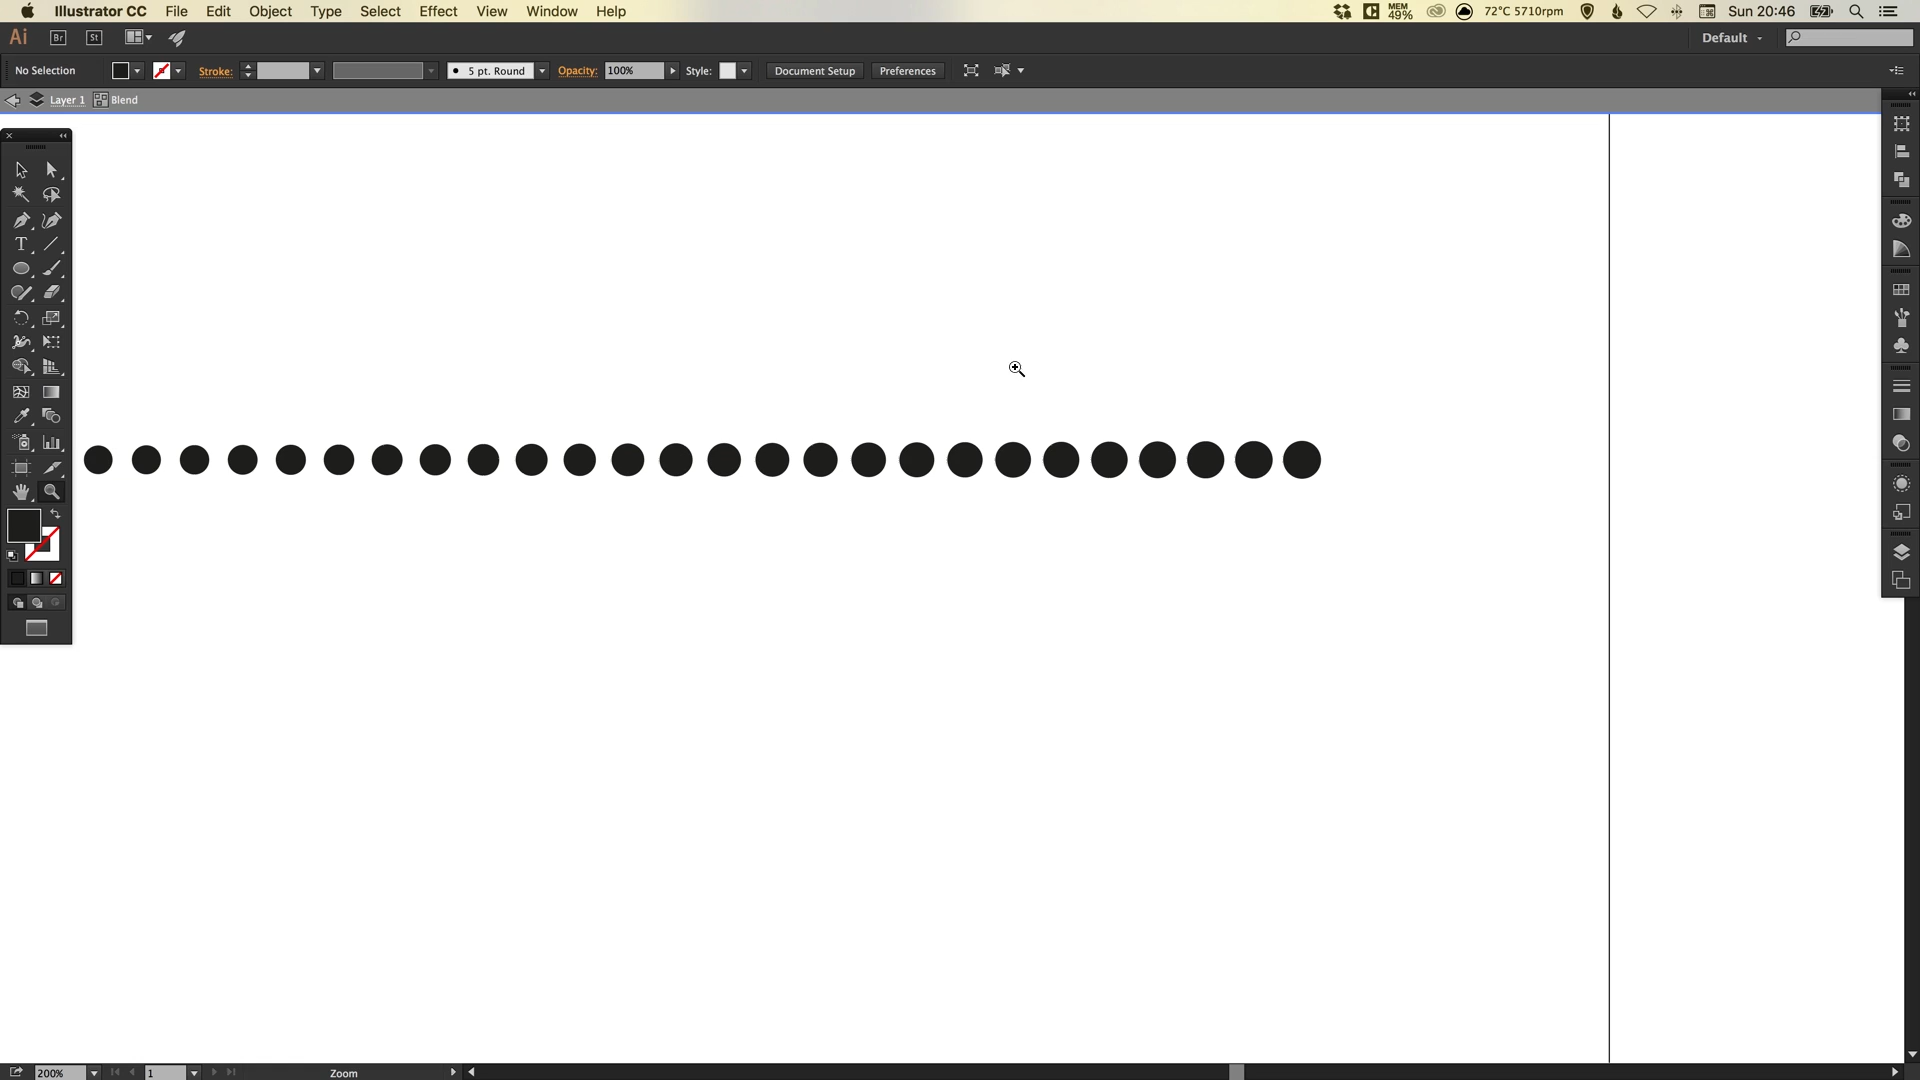 Illustrator CC File Edit Object Type Select Effect View Window Help MEM 49% 72°C 5710rpm Sun 20:46
Ai Br St Default
No Selection Stroke: 5 pt. Round Opacity: 100% Style: Document Setup Preferences
Layer 1 Blend
T
200% 1 Zoom